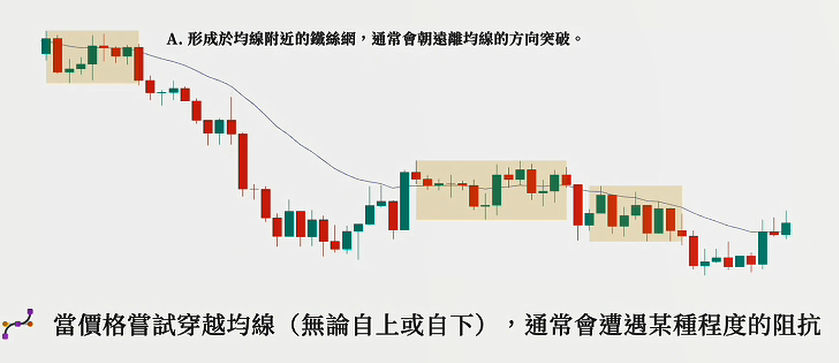 A. 形成於均線附近的鐵絲網，通常會朝遠離均線的方向突破。
當價格嘗試穿越均線（無論自上或自下），通常會遭遇某種程度的阻抗